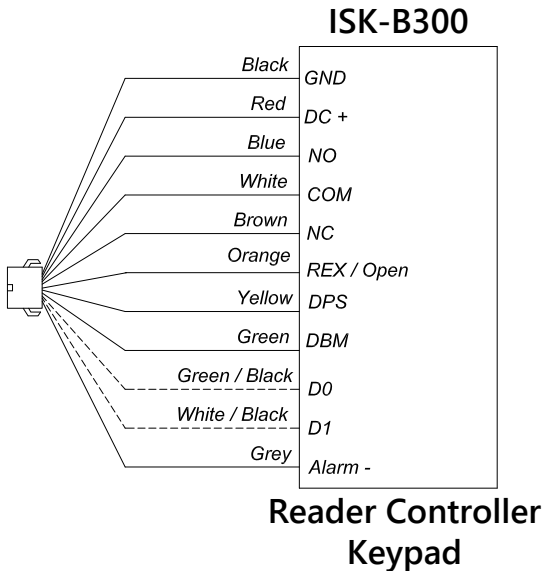 ISK-B300
Black GND
Red DC +
Blue NO
White COM
Brown NC
Orange REX / Open
Yellow DPS
Green DBM
Green / Black D0
White / Black D1
Grey Alarm -
Reader Controller
Keypad